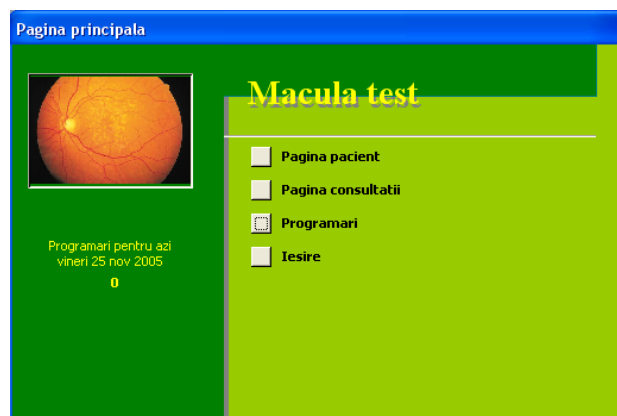 Pagina principala
Macula test
Pagina pacient
Pagina consultatii
Programari
Iesire
Programari pentru azi
vineri 25 nov 2005
0